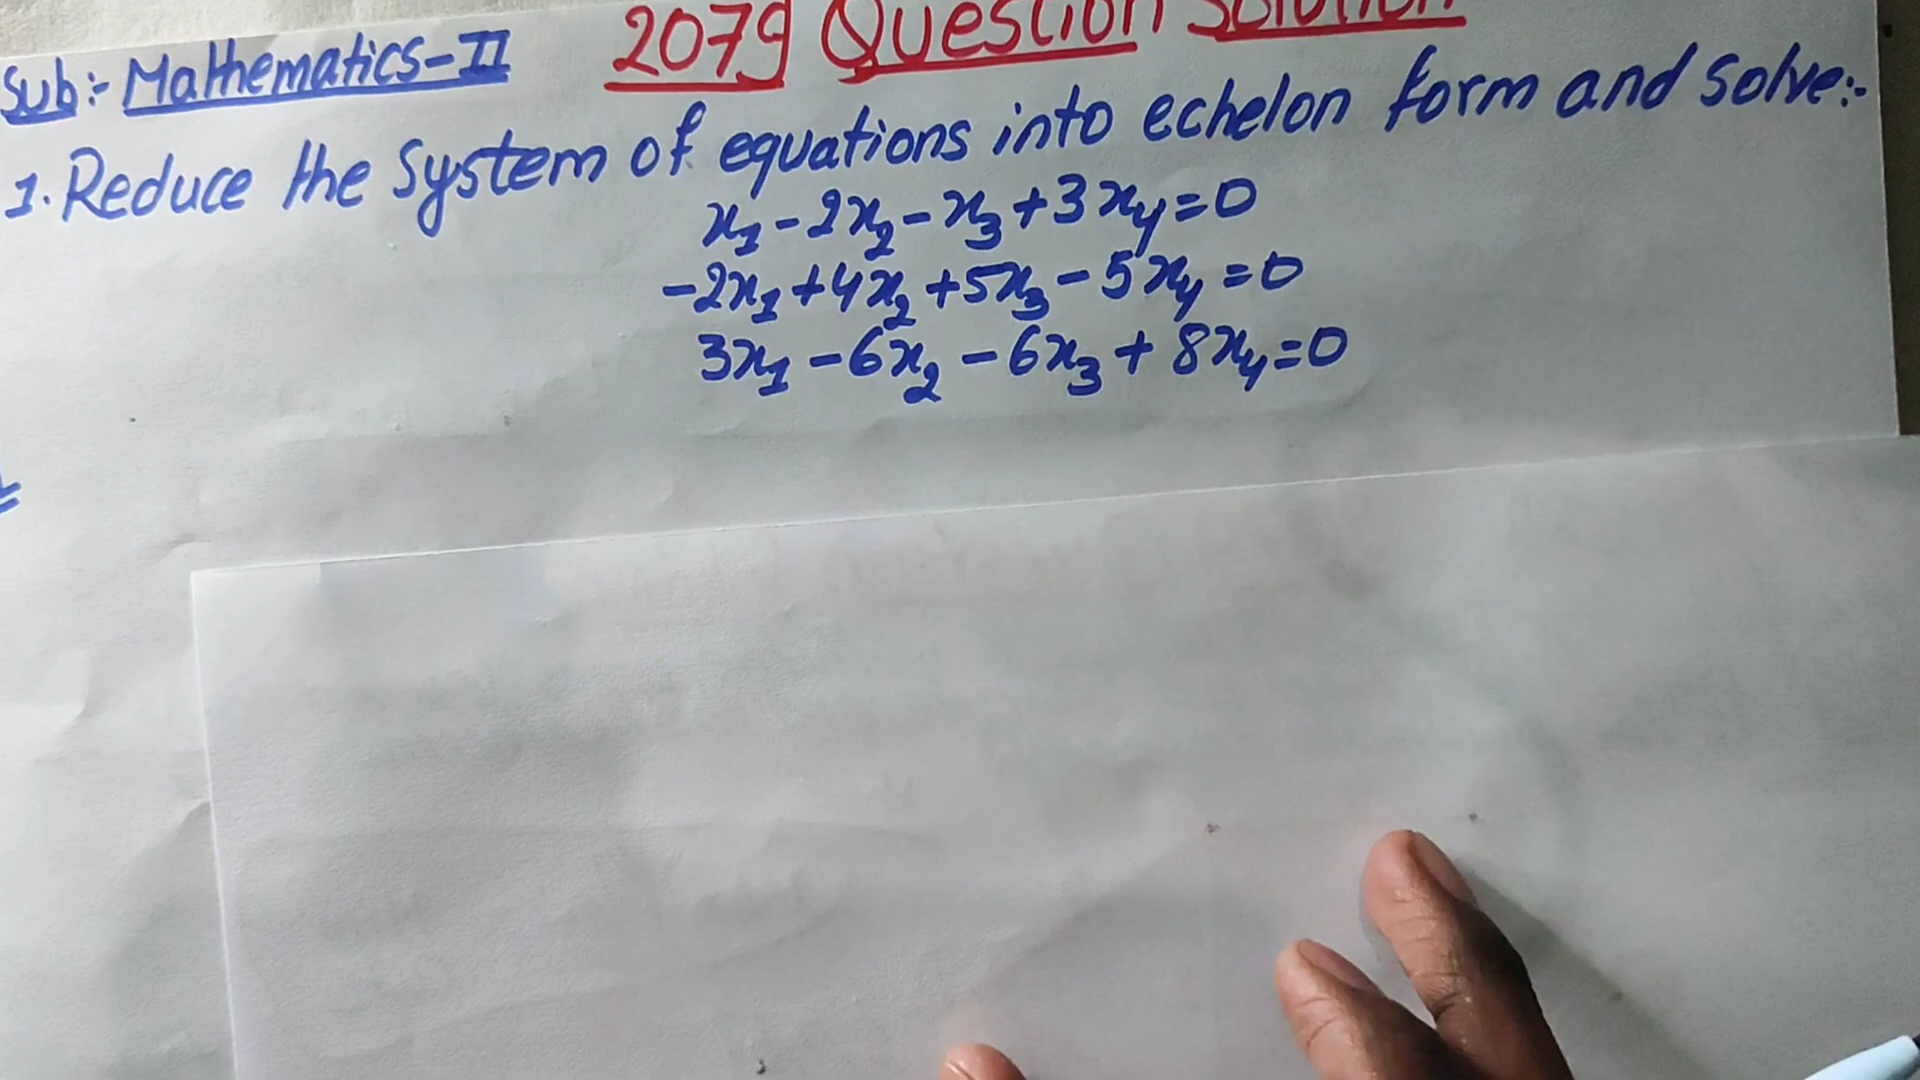 Sub:- Mathematics-II 2079 Question Solution
1. Reduce the System of equations into echelon form and solve:-
x₁ - 2x₂ - x₃ + 3x₄ = 0
-2x₁ + 4x₂ + 5x₃ - 5x₄ = 0
3x₁ - 6x₂ - 6x₃ + 8x₄ = 0